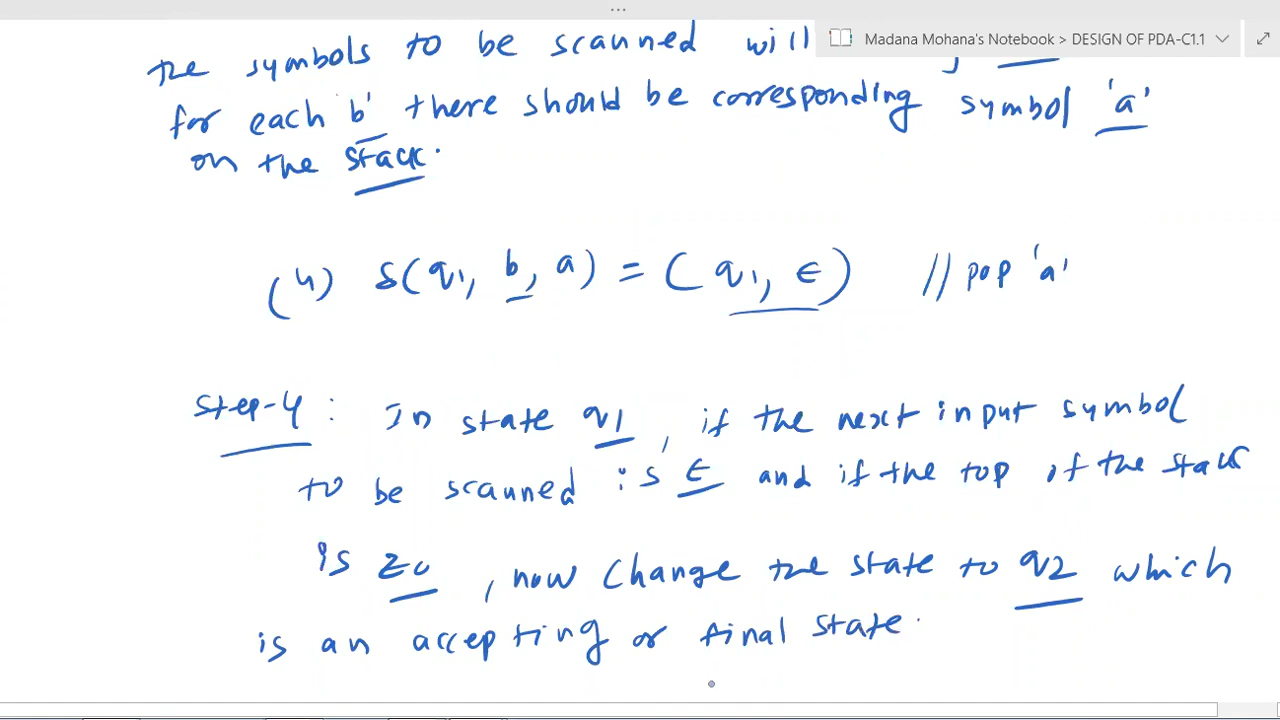 ...
Madana Mohana's Notebook > DESIGN OF PDA-C1.1
the symbols to be scanned will
for each 'b' there should be corresponding symbol 'a'
on the stack.
(4) δ(q1, b, a) = (q1, ε) // pop 'a'
Step-4 : In state q1, if the next input symbol
to be scanned is ε and if the top of the stack
is z0, now change the state to q2 which
is an accepting or final state.